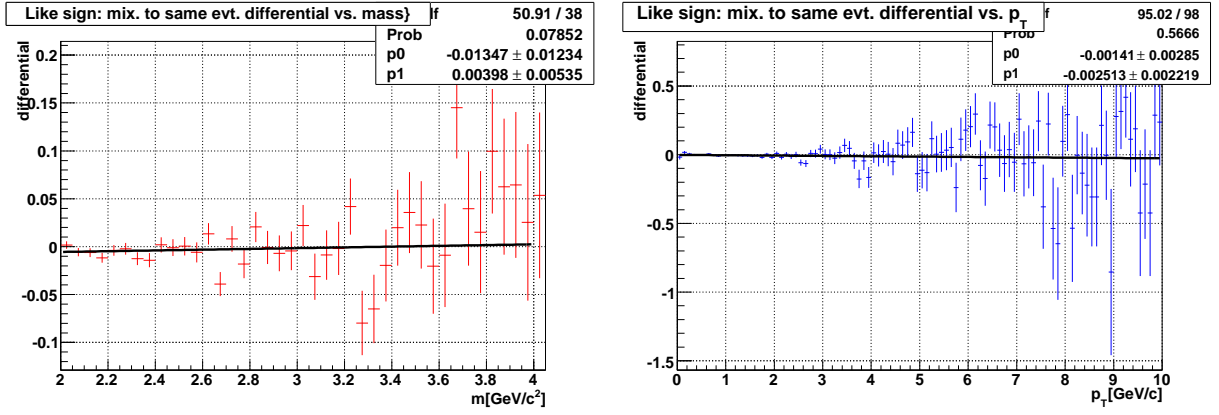 Like sign: mix. to same evt. differential vs. mass}
lf 50.91 / 38
Prob 0.07852
p0 -0.01347 ± 0.01234
p1 0.00398 ± 0.00535
differential
0.2
0.15
0.1
0.05
0
-0.05
-0.1
2 2.2 2.4 2.6 2.8 3 3.2 3.4 3.6 3.8 4
m[GeV/c²]
Like sign: mix. to same evt. differential vs. p_T
f 95.02 / 98
Prob 0.5666
p0 -0.00141 ± 0.00285
p1 -0.002513 ± 0.002219
differential
0.5
0
-0.5
-1
-1.5
0 1 2 3 4 5 6 7 8 9 10
p_T[GeV/c]